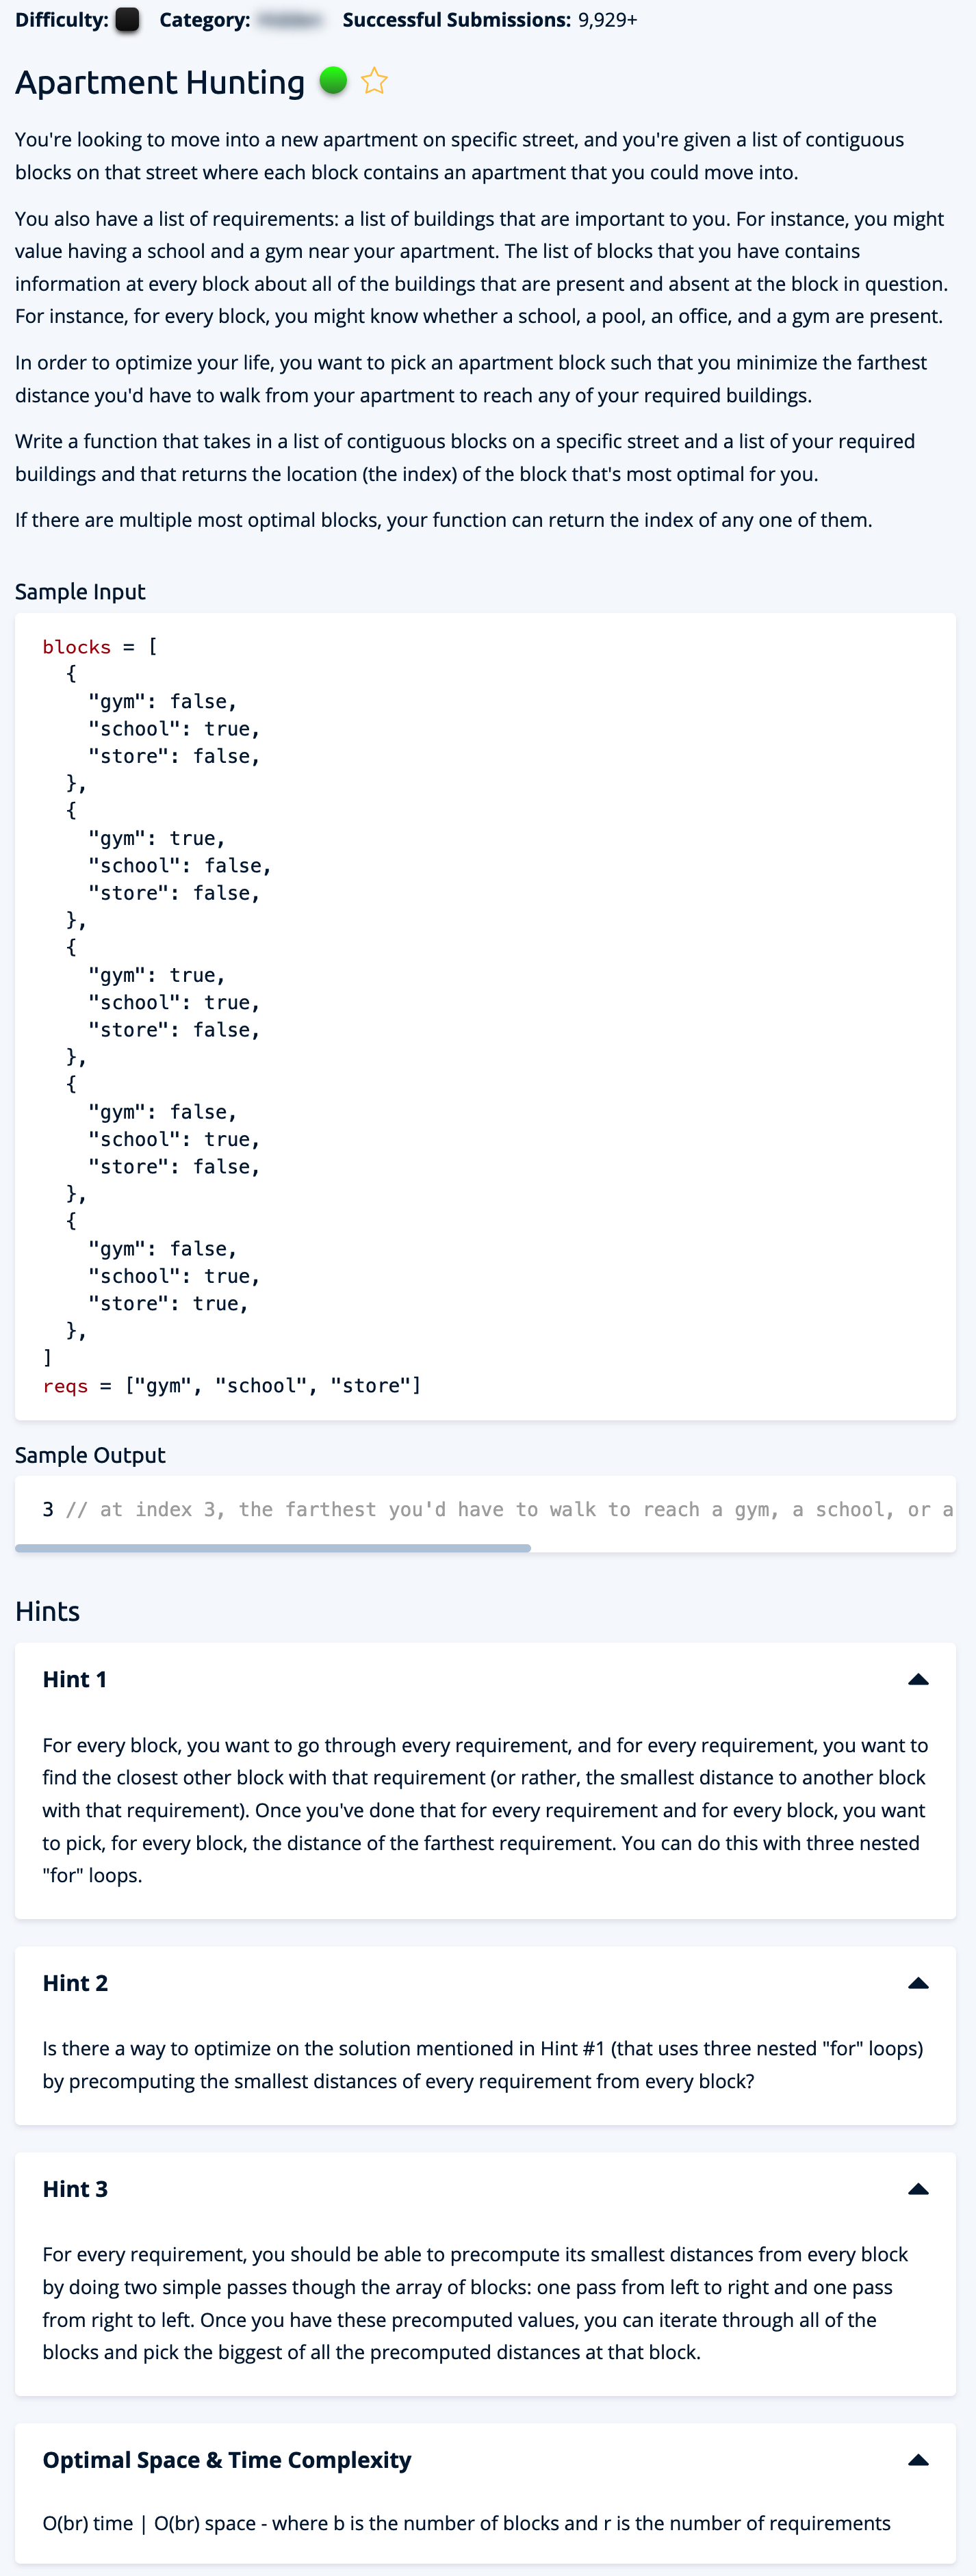 Difficulty: Category: Successful Submissions: 9,929+
Apartment Hunting
You're looking to move into a new apartment on specific street, and you're given a list of contiguous
blocks on that street where each block contains an apartment that you could move into.
You also have a list of requirements: a list of buildings that are important to you. For instance, you might
value having a school and a gym near your apartment. The list of blocks that you have contains
information at every block about all of the buildings that are present and absent at the block in question.
For instance, for every block, you might know whether a school, a pool, an office, and a gym are present.
In order to optimize your life, you want to pick an apartment block such that you minimize the farthest
distance you'd have to walk from your apartment to reach any of your required buildings.
Write a function that takes in a list of contiguous blocks on a specific street and a list of your required
buildings and that returns the location (the index) of the block that's most optimal for you.
If there are multiple most optimal blocks, your function can return the index of any one of them.
Sample Input
blocks = [
{
"gym": false,
"school": true,
"store": false,
},
{
"gym": true,
"school": false,
"store": false,
},
{
"gym": true,
"school": true,
"store": false,
},
{
"gym": false,
"school": true,
"store": false,
},
{
"gym": false,
"school": true,
"store": true,
},
]
reqs = ["gym", "school", "store"]
Sample Output
3 // at index 3, the farthest you'd have to walk to reach a gym, a school, or a
Hints
Hint 1
For every block, you want to go through every requirement, and for every requirement, you want to
find the closest other block with that requirement (or rather, the smallest distance to another block
with that requirement). Once you've done that for every requirement and for every block, you want
to pick, for every block, the distance of the farthest requirement. You can do this with three nested
"for" loops.
Hint 2
Is there a way to optimize on the solution mentioned in Hint #1 (that uses three nested "for" loops)
by precomputing the smallest distances of every requirement from every block?
Hint 3
For every requirement, you should be able to precompute its smallest distances from every block
by doing two simple passes though the array of blocks: one pass from left to right and one pass
from right to left. Once you have these precomputed values, you can iterate through all of the
blocks and pick the biggest of all the precomputed distances at that block.
Optimal Space & Time Complexity
O(br) time | O(br) space - where b is the number of blocks and r is the number of requirements